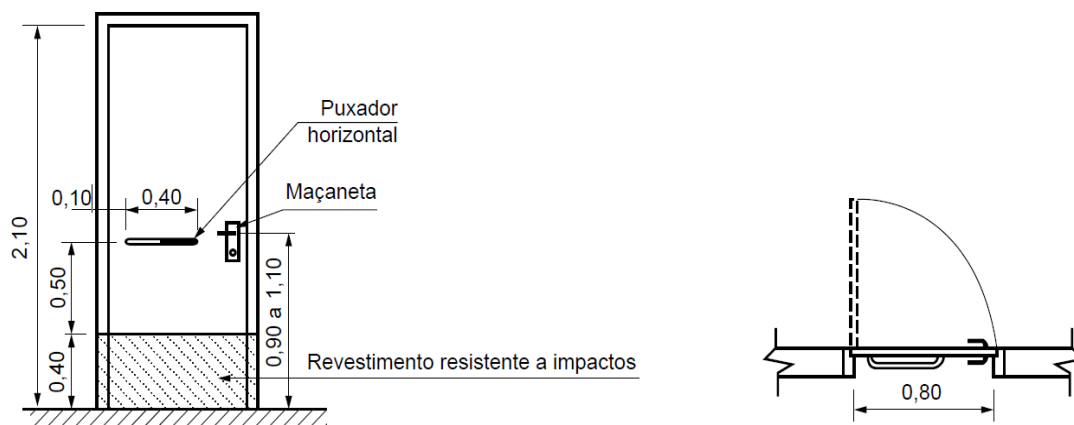 Puxador
horizontal
Maçaneta
0,10
0,40
2,10
0,50
0,90 a 1,10
0,40
Revestimento resistente a impactos
0,80